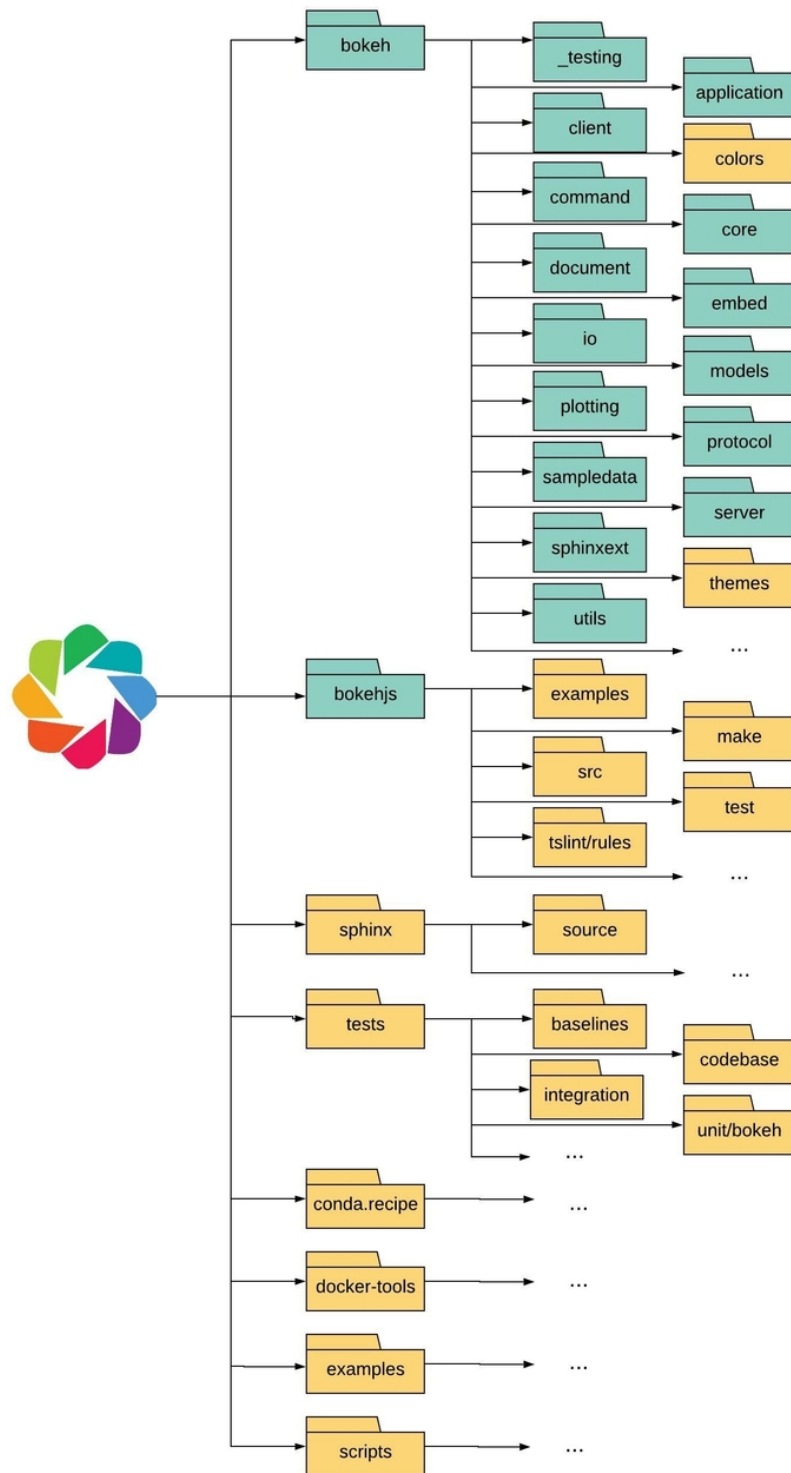 bokeh
_testing
application
client
colors
command
core
document
embed
io
models
plotting
protocol
sampledata
server
sphinxext
themes
utils
...
bokehjs
examples
make
src
test
tslint/rules
...
sphinx
source
...
tests
baselines
codebase
integration
unit/bokeh
...
conda.recipe
...
docker-tools
...
examples
...
scripts
...